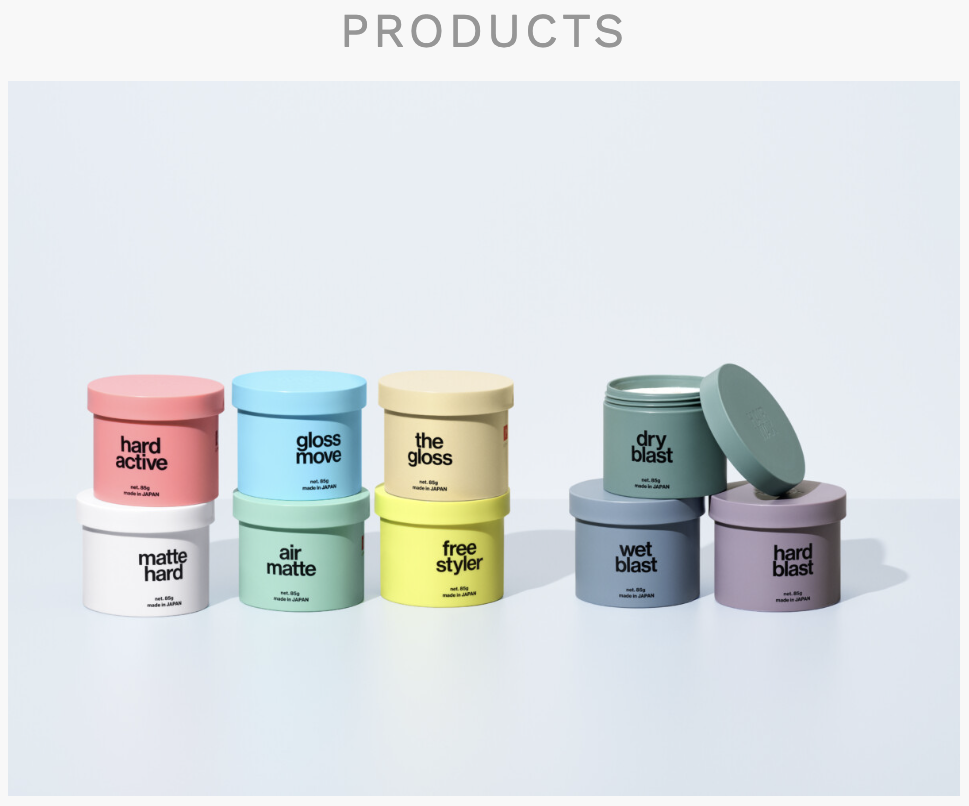 PRODUCTS
hard
active
net. 85g
made in JAPAN
gloss
move
net. 85g
made in JAPAN
the
gloss
net. 85g
made in JAPAN
dry
blast
net. 85g
made in JAPAN
matte
hard
net. 85g
made in JAPAN
air
matte
net. 85g
made in JAPAN
free
styler
net. 85g
made in JAPAN
wet
blast
net. 85g
made in JAPAN
hard
blast
net. 85g
made in JAPAN